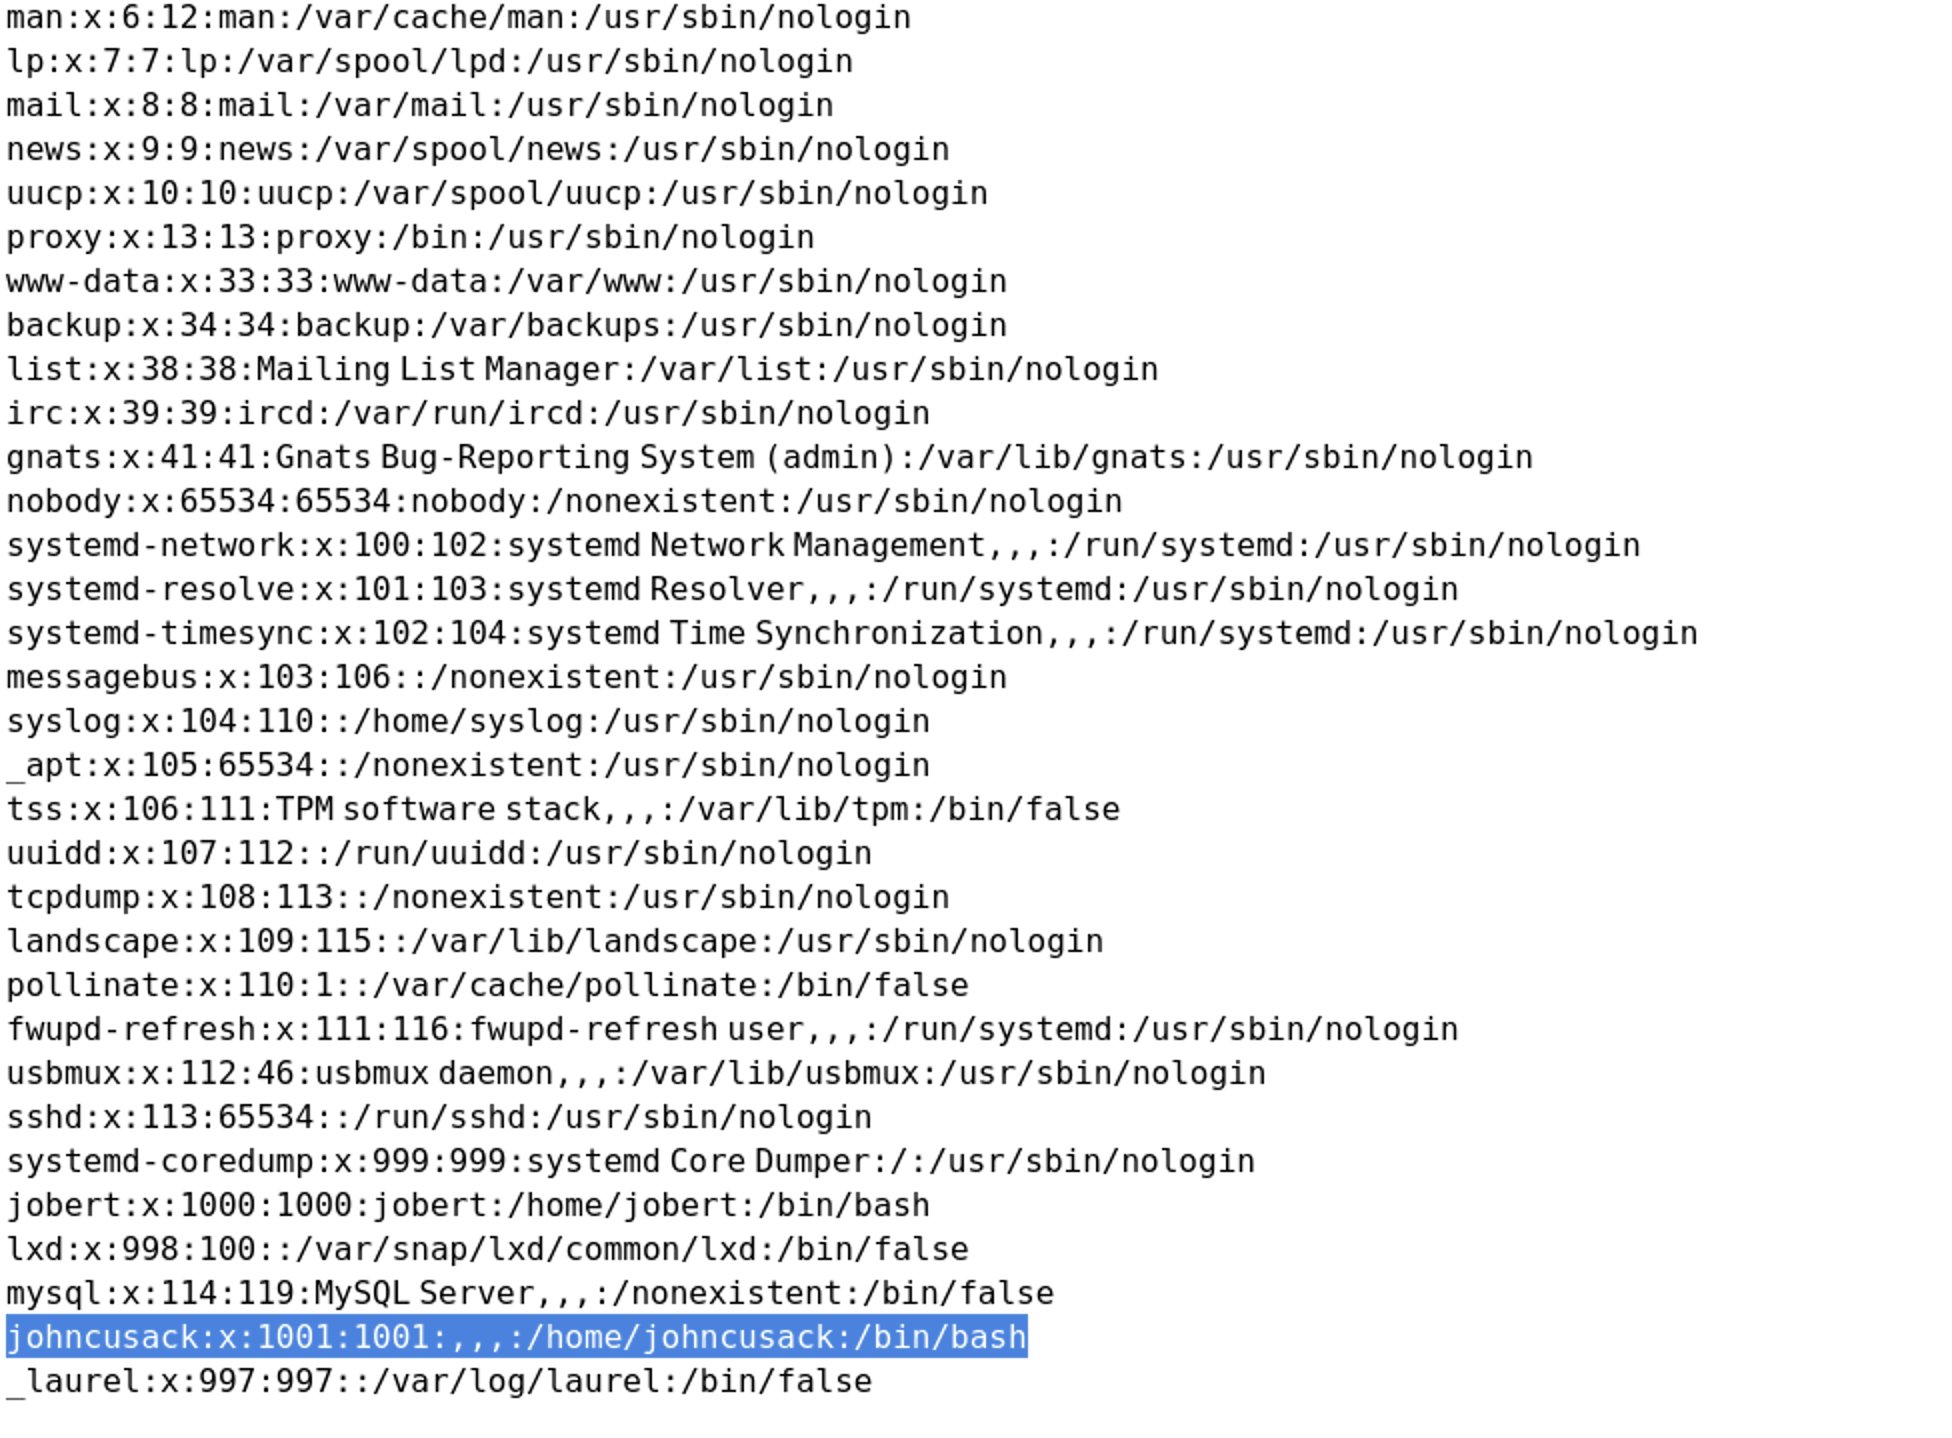 man:x:6:12:man:/var/cache/man:/usr/sbin/nologin
lp:x:7:7:lp:/var/spool/lpd:/usr/sbin/nologin
mail:x:8:8:mail:/var/mail:/usr/sbin/nologin
news:x:9:9:news:/var/spool/news:/usr/sbin/nologin
uucp:x:10:10:uucp:/var/spool/uucp:/usr/sbin/nologin
proxy:x:13:13:proxy:/bin:/usr/sbin/nologin
www-data:x:33:33:www-data:/var/www:/usr/sbin/nologin
backup:x:34:34:backup:/var/backups:/usr/sbin/nologin
list:x:38:38:Mailing List Manager:/var/list:/usr/sbin/nologin
irc:x:39:39:ircd:/var/run/ircd:/usr/sbin/nologin
gnats:x:41:41:Gnats Bug-Reporting System (admin):/var/lib/gnats:/usr/sbin/nologin
nobody:x:65534:65534:nobody:/nonexistent:/usr/sbin/nologin
systemd-network:x:100:102:systemd Network Management,,,:/run/systemd:/usr/sbin/nologin
systemd-resolve:x:101:103:systemd Resolver,,,:/run/systemd:/usr/sbin/nologin
systemd-timesync:x:102:104:systemd Time Synchronization,,,:/run/systemd:/usr/sbin/nologin
messagebus:x:103:106::/nonexistent:/usr/sbin/nologin
syslog:x:104:110::/home/syslog:/usr/sbin/nologin
_apt:x:105:65534::/nonexistent:/usr/sbin/nologin
tss:x:106:111:TPM software stack,,,:/var/lib/tpm:/bin/false
uuidd:x:107:112::/run/uuidd:/usr/sbin/nologin
tcpdump:x:108:113::/nonexistent:/usr/sbin/nologin
landscape:x:109:115::/var/lib/landscape:/usr/sbin/nologin
pollinate:x:110:1::/var/cache/pollinate:/bin/false
fwupd-refresh:x:111:116:fwupd-refresh user,,,:/run/systemd:/usr/sbin/nologin
usbmux:x:112:46:usbmux daemon,,,:/var/lib/usbmux:/usr/sbin/nologin
sshd:x:113:65534::/run/sshd:/usr/sbin/nologin
systemd-coredump:x:999:999:systemd Core Dumper:/:/usr/sbin/nologin
jobert:x:1000:1000:jobert:/home/jobert:/bin/bash
lxd:x:998:100::/var/snap/lxd/common/lxd:/bin/false
mysql:x:114:119:MySQL Server,,,:/nonexistent:/bin/false
johncusack:x:1001:1001:,,,:/home/johncusack:/bin/bash
_laurel:x:997:997::/var/log/laurel:/bin/false